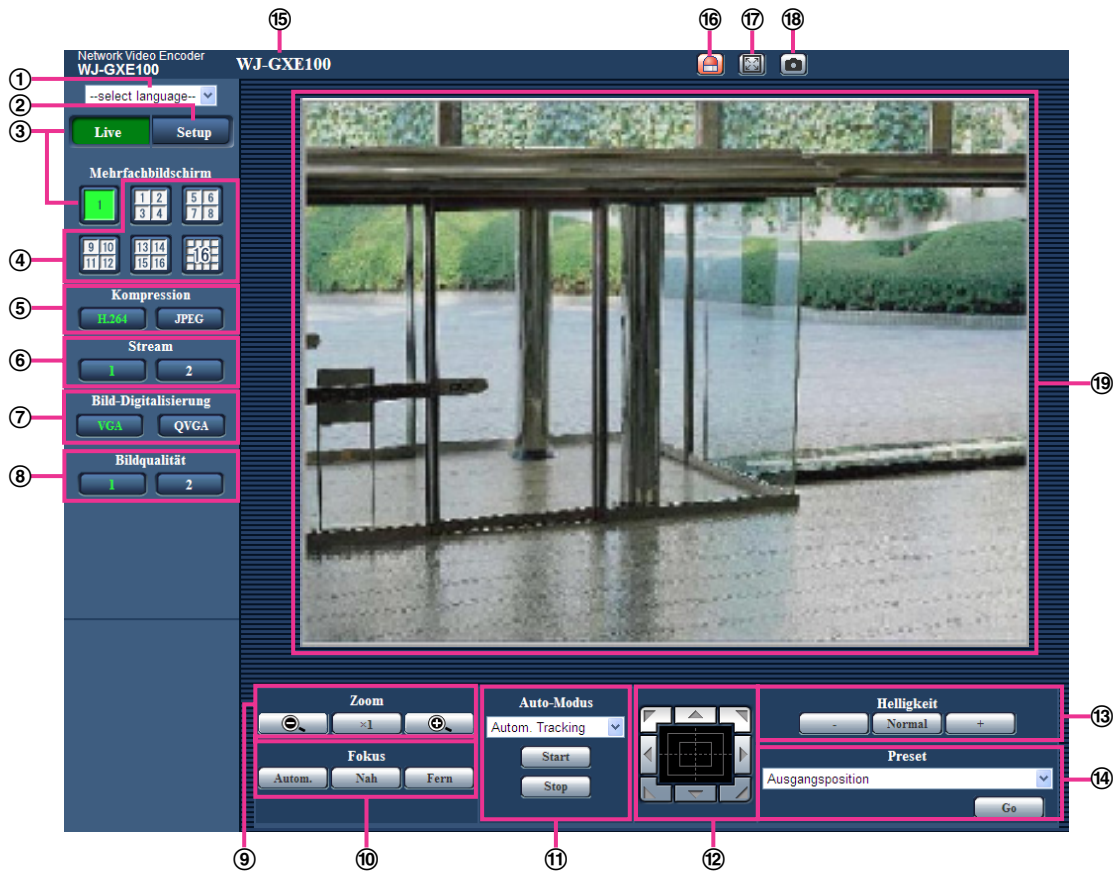 ⑮
⑯
⑰
⑱
Network Video Encoder
WJ-GXE100
WJ-GXE100
①
--select language--
②
③
Live
Setup
Mehrfachbildschirm
1
1 2
3 4
5 6
7 8
④
9 10
11 12
13 14
15 16
16
⑤
Kompression
H.264
JPEG
⑥
Stream
1
2
⑦
Bild-Digitalisierung
VGA
QVGA
⑧
Bildqualität
1
2
⑲
Zoom
×1
Fokus
Autom.
Nah
Fern
Auto-Modus
Autom. Tracking
Start
Stop
Helligkeit
-
Normal
+
⑬
Preset
Ausgangsposition
Go
⑭
⑨
⑩
⑪
⑫